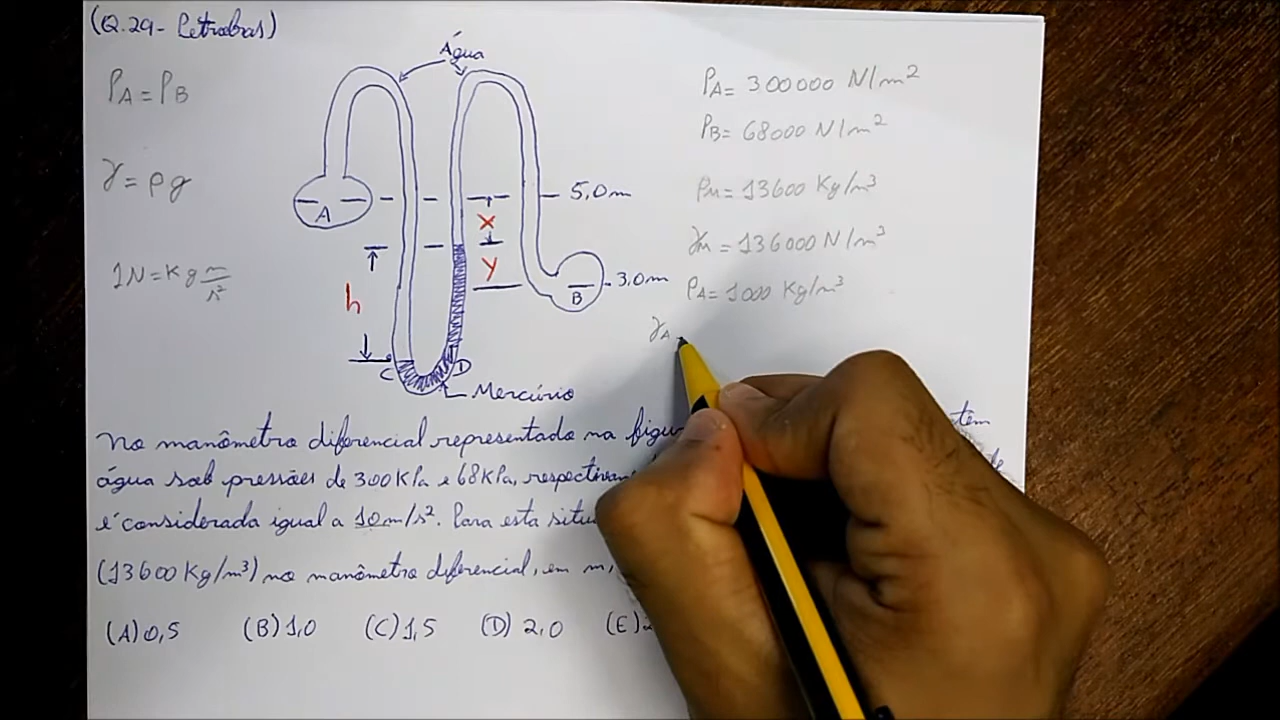 (Q.29 - Petrobras)
PA = PB
γ = ρg
1N = Kg m/s²
Água
A
5,0m
x
y
h
B
3,0m
C
D
Mercúrio
PA = 300000 N/m²
PB = 68000 N/m²
ρM = 13600 Kg/m³
γM = 136000 N/m³
ρA = 1000 Kg/m³
γA
No manômetro diferencial representado na têm
água sob pressões de 300KPa e 68KPa, de
é considerada igual a 10m/s². Para esta
(13600 Kg/m³) no manômetro diferencial, em m,
(A) 0,5 (B) 1,0 (C) 1,5 (D) 2,0 (E)